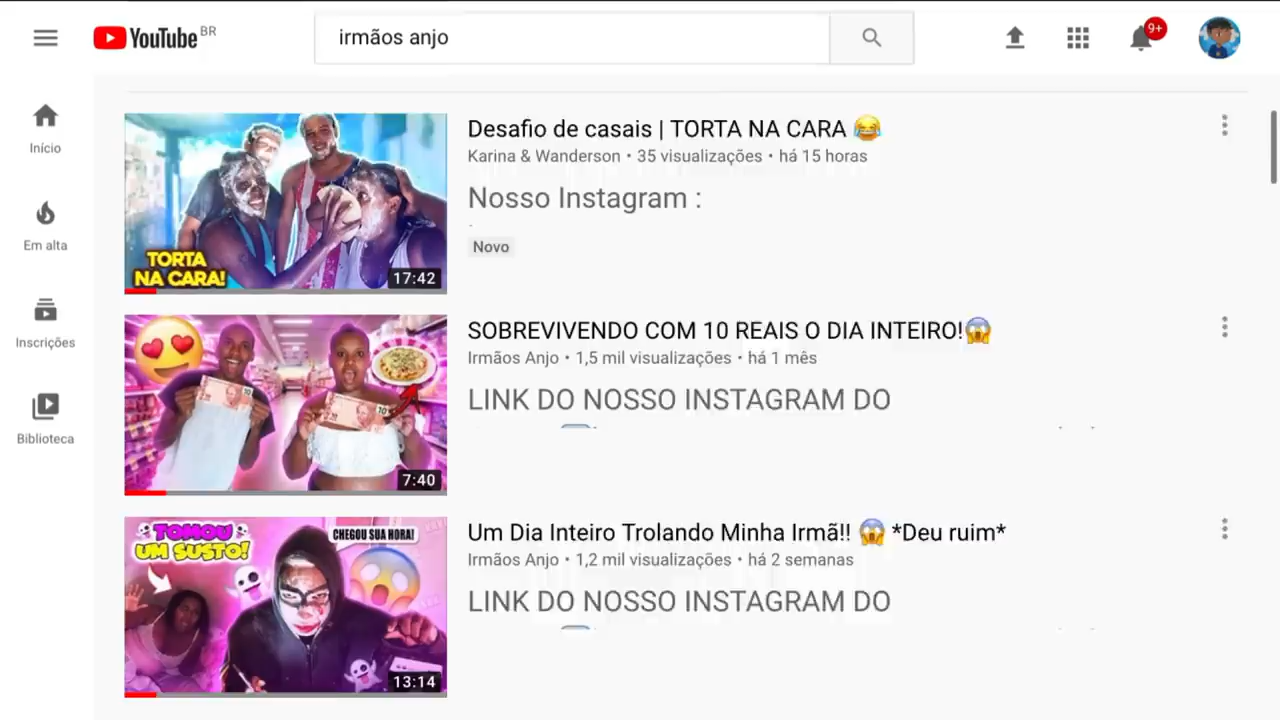 YouTube BR
irmãos anjo
9+
Início
Em alta
Inscrições
Biblioteca
TORTA
NA CARA!
17:42
Desafio de casais | TORTA NA CARA 😂
Karina & Wanderson • 35 visualizações • há 15 horas
Nosso Instagram :
Novo
10
10
7:40
SOBREVIVENDO COM 10 REAIS O DIA INTEIRO!😱
Irmãos Anjo • 1,5 mil visualizações • há 1 mês
LINK DO NOSSO INSTAGRAM DO
TOMOU
UM SUSTO!
CHEGOU SUA HORA!
13:14
Um Dia Inteiro Trolando Minha Irmã!! 😱 *Deu ruim*
Irmãos Anjo • 1,2 mil visualizações • há 2 semanas
LINK DO NOSSO INSTAGRAM DO